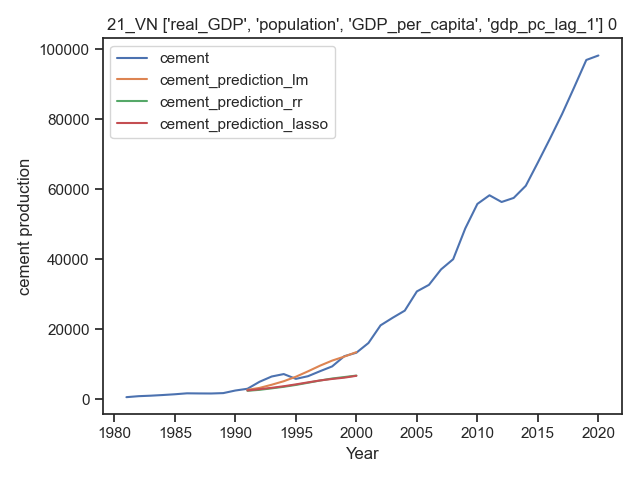 21_VN ['real_GDP', 'population', 'GDP_per_capita', 'gdp_pc_lag_1'] 0
cement
cement_prediction_lm
cement_prediction_rr
cement_prediction_lasso
cement production
100000
80000
60000
40000
20000
0
1980 1985 1990 1995 2000 2005 2010 2015 2020
Year